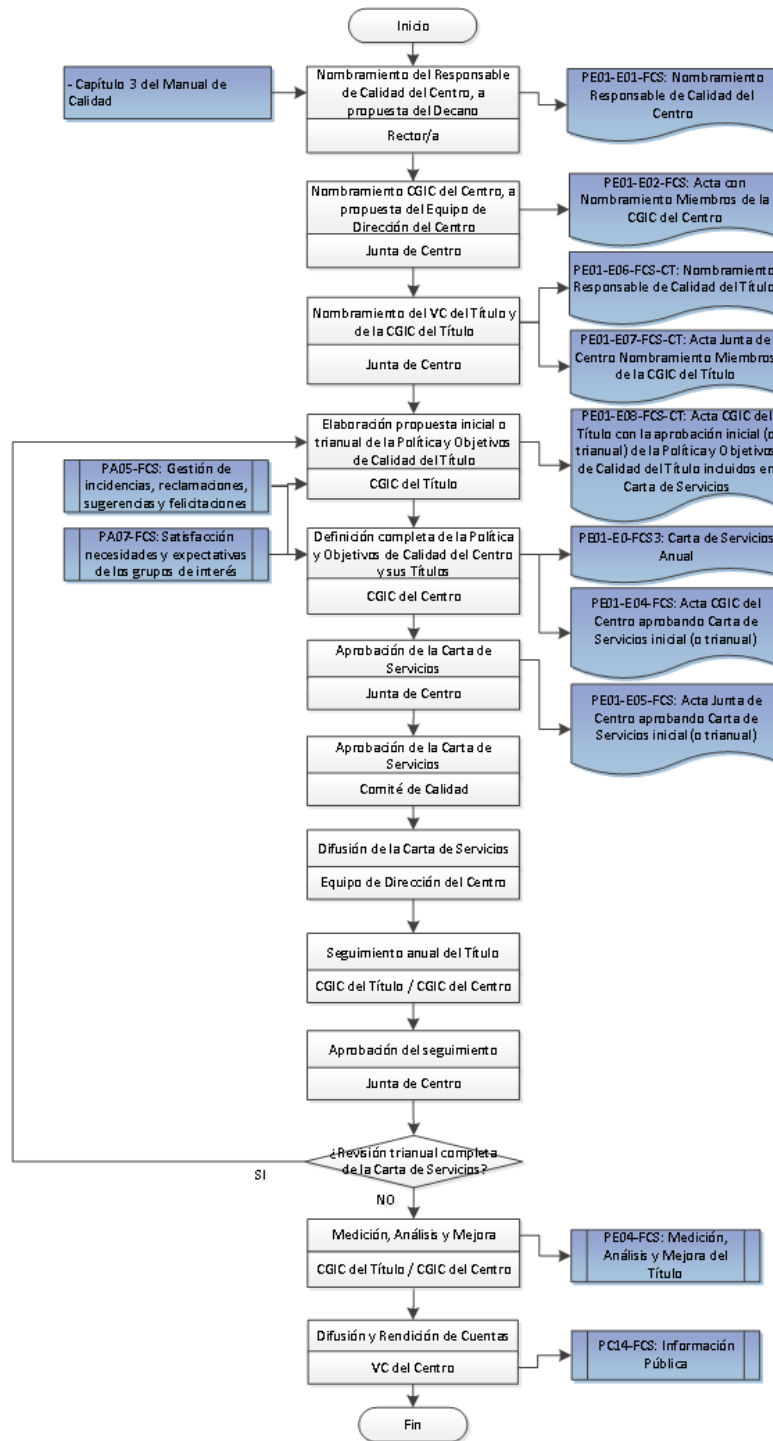 Inicio
- Capítulo 3 del Manual de
Calidad
Nombramiento del Responsable
de Calidad del Centro, a
propuesta del Decano
Rector/a
PE01-E01-FCS: Nombramiento
Responsable de Calidad del
Centro
Nombramiento CGIC del Centro, a
propuesta del Equipo de
Dirección del Centro
Junta de Centro
PE01-E02-FCS: Acta con
Nombramiento Miembros de la
CGIC del Centro
Nombramiento del VC del Título y
de la CGIC del Título
Junta de Centro
PE01-E06-FCS-CT: Nombramiento
Responsable de Calidad del Título
PE01-E07-FCS-CT: Acta Junta de
Centro Nombramiento Miembros
de la CGIC del Título
Elaboración propuesta inicial o
trianual de la Política y Objetivos
de Calidad del Título
CGIC del Título
PE01-E08-FCS-CT: Acta CGIC del
Título con la aprobación inicial (o
trianual) de la Política y Objetivos
de Calidad del Título incluidos en
Carta de Servicios
PA05-FCS: Gestión de
incidencias, reclamaciones,
sugerencias y felicitaciones
PA07-FCS: Satisfacción
necesidades y expectativas
de los grupos de interés
Definición completa de la Política
y Objetivos de Calidad del Centro
y sus Títulos
CGIC del Centro
PE01-E0-FCS3: Carta de Servicios
Anual
PE01-E04-FCS: Acta CGIC del
Centro aprobando Carta de
Servicios inicial (o trianual)
Aprobación de la Carta de
Servicios
Junta de Centro
PE01-E05-FCS: Acta Junta de
Centro aprobando Carta de
Servicios inicial (o trianual)
Aprobación de la Carta de
Servicios
Comité de Calidad
Difusión de la Carta de Servicios
Equipo de Dirección del Centro
Seguimiento anual del Título
CGIC del Título / CGIC del Centro
Aprobación del seguimiento
Junta de Centro
¿Revisión trianual completa
de la Carta de Servicios?
SI
NO
Medición, Análisis y Mejora
CGIC del Título / CGIC del Centro
PE04-FCS: Medición,
Análisis y Mejora del
Título
Difusión y Rendición de Cuentas
VC del Centro
PC14-FCS: Información
Pública
Fin